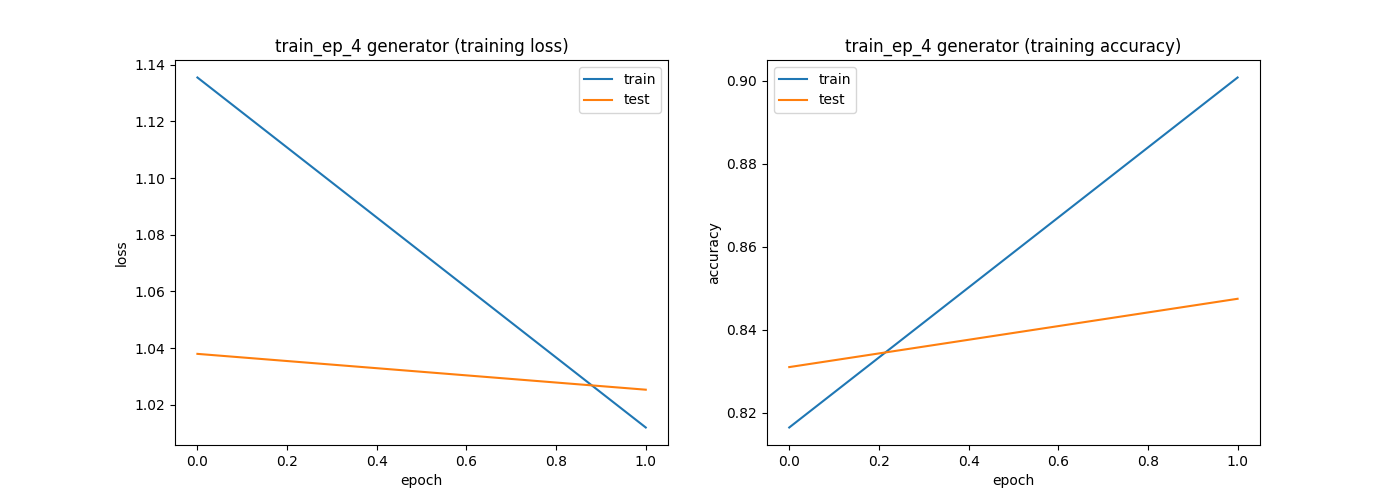 train_ep_4 generator (training loss)
1.14
1.12
1.10
1.08
1.06
1.04
1.02
loss
train
test
0.0 0.2 0.4 0.6 0.8 1.0
epoch
train_ep_4 generator (training accuracy)
0.90
0.88
0.86
0.84
0.82
accuracy
train
test
0.0 0.2 0.4 0.6 0.8 1.0
epoch